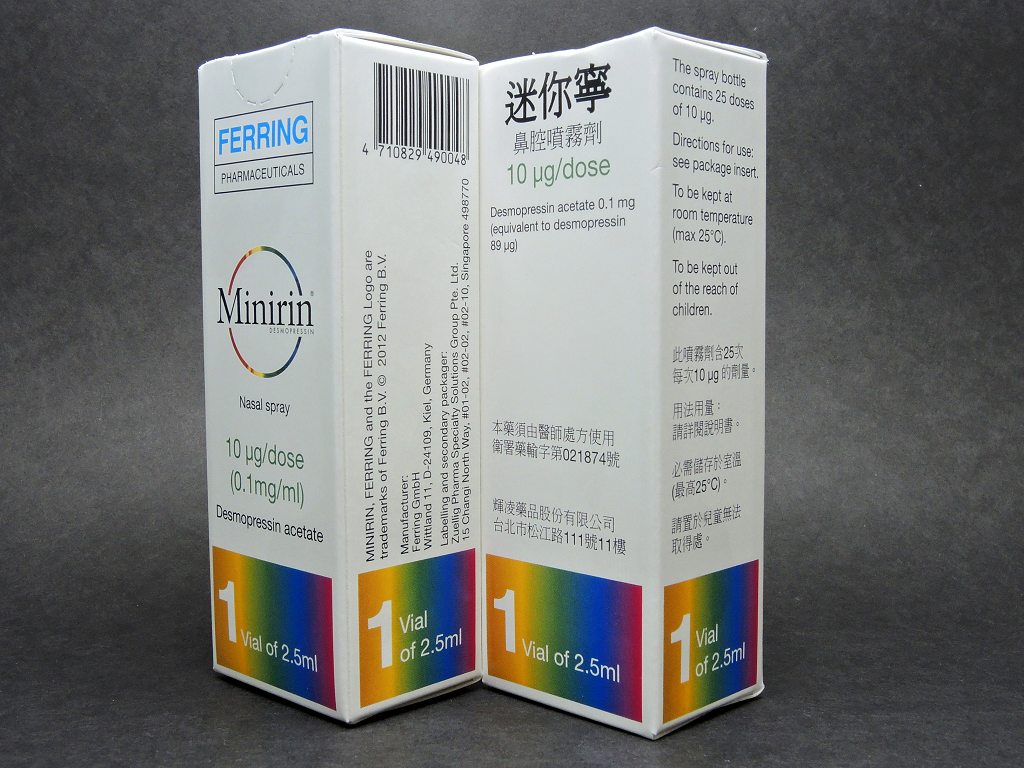 FERRING
PHARMACEUTICALS
Minirin®
DESMOPRESSIN
Nasal spray
10 µg/dose
(0.1mg/ml)
Desmopressin acetate
1 Vial of 2.5ml
4 710829 490048
MINIRIN, FERRING and the FERRING Logo are
trademarks of Ferring B.V. © 2012 Ferring B.V.
Manufacturer:
Ferring GmbH
Wittland 11, D-24109, Kiel, Germany
Labelling and secondary packager:
Zuellig Pharma Specialty Solutions Group Pte. Ltd.
15 Changi North Way, #01-02, #02-02, #02-10, Singapore 498770
1 Vial
of 2.5ml
迷你寧
鼻腔噴霧劑
10 µg/dose
Desmopressin acetate 0.1 mg
(equivalent to desmopressin
89 µg)
本藥須由醫師處方使用
衛署藥輸字第021874號
輝凌藥品股份有限公司
台北市松江路111號11樓
1 Vial of 2.5ml
The spray bottle
contains 25 doses
of 10 µg.
Directions for use:
see package insert.
To be kept at
room temperature
(max 25°C).
To be kept out
of the reach of
children.
此噴霧劑含25次
每次10 µg 的劑量。
用法用量：
請詳閱說明書。
必需儲存於室溫
(最高25°C)。
請置於兒童無法
取得處。
1 Vial
of 2.5ml